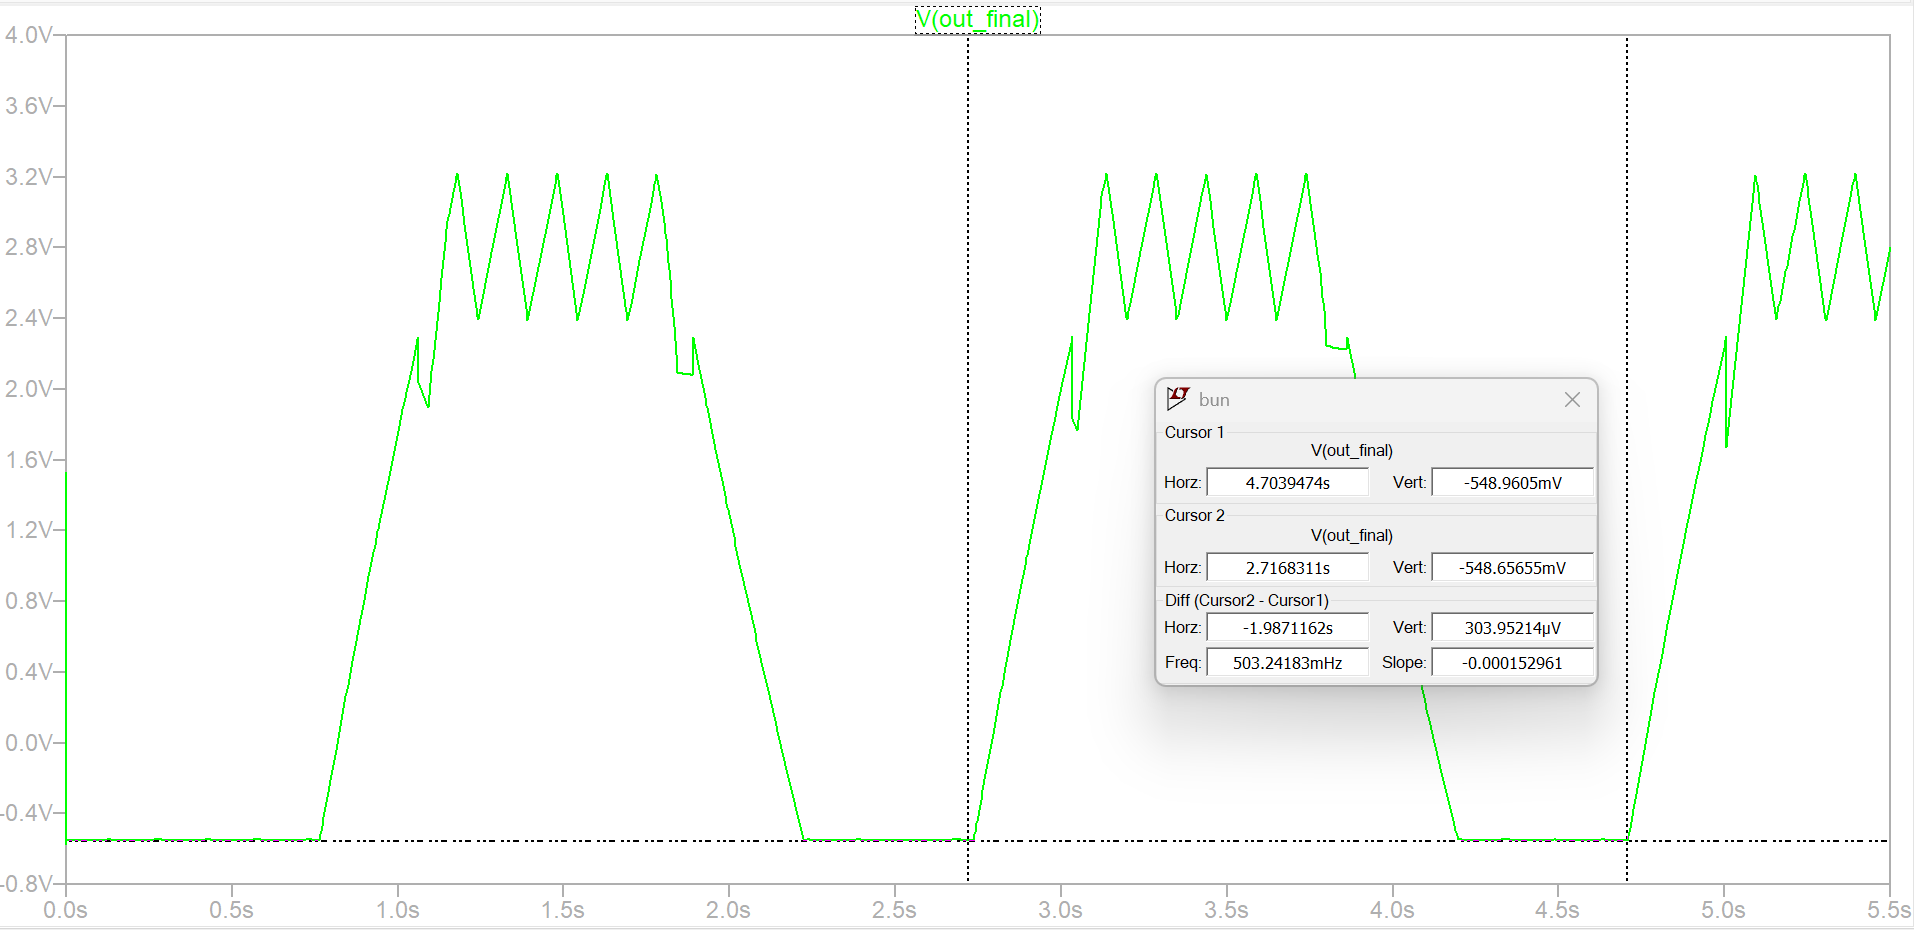 V(out_final)
4.0V
3.6V
3.2V
2.8V
2.4V
2.0V
1.6V
1.2V
0.8V
0.4V
0.0V
-0.4V
-0.8V
0.0s 0.5s 1.0s 1.5s 2.0s 2.5s 3.0s 3.5s 4.0s 4.5s 5.0s 5.5s
bun
Cursor 1
V(out_final)
Horz: 4.7039474s Vert: -548.9605mV
Cursor 2
V(out_final)
Horz: 2.7168311s Vert: -548.65655mV
Diff (Cursor2 - Cursor1)
Horz: -1.9871162s Vert: 303.95214µV
Freq: 503.24183mHz Slope: -0.000152961